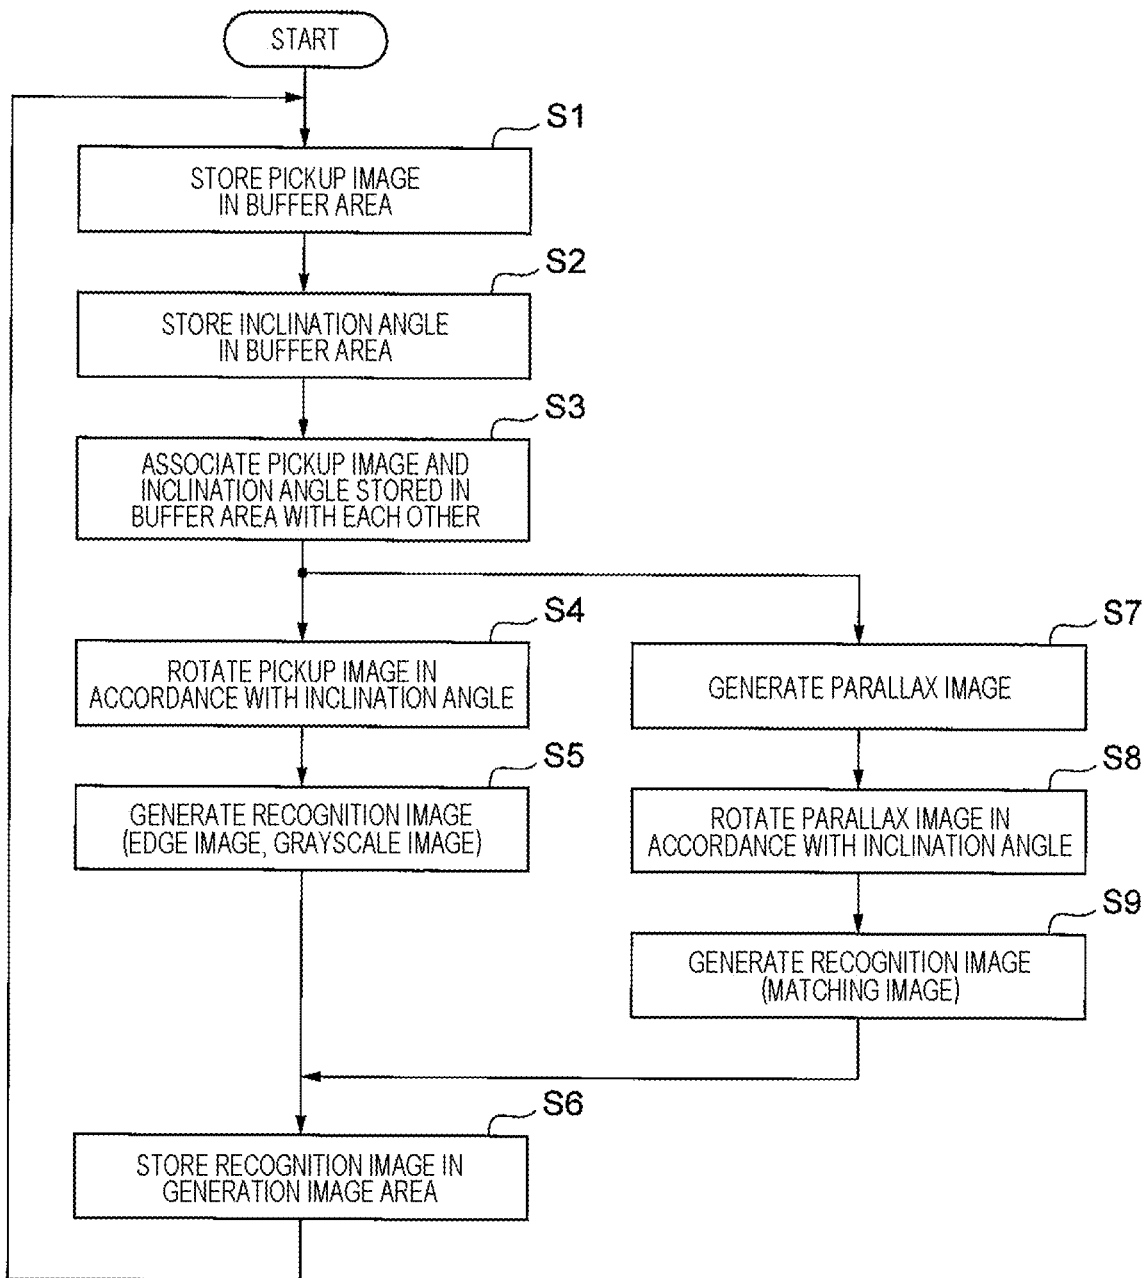 START
S1
STORE PICKUP IMAGE
IN BUFFER AREA
S2
STORE INCLINATION ANGLE
IN BUFFER AREA
S3
ASSOCIATE PICKUP IMAGE AND
INCLINATION ANGLE STORED IN
BUFFER AREA WITH EACH OTHER
S4
ROTATE PICKUP IMAGE IN
ACCORDANCE WITH INCLINATION ANGLE
S5
GENERATE RECOGNITION IMAGE
(EDGE IMAGE, GRAYSCALE IMAGE)
S7
GENERATE PARALLAX IMAGE
S8
ROTATE PARALLAX IMAGE IN
ACCORDANCE WITH INCLINATION ANGLE
S9
GENERATE RECOGNITION IMAGE
(MATCHING IMAGE)
S6
STORE RECOGNITION IMAGE IN
GENERATION IMAGE AREA